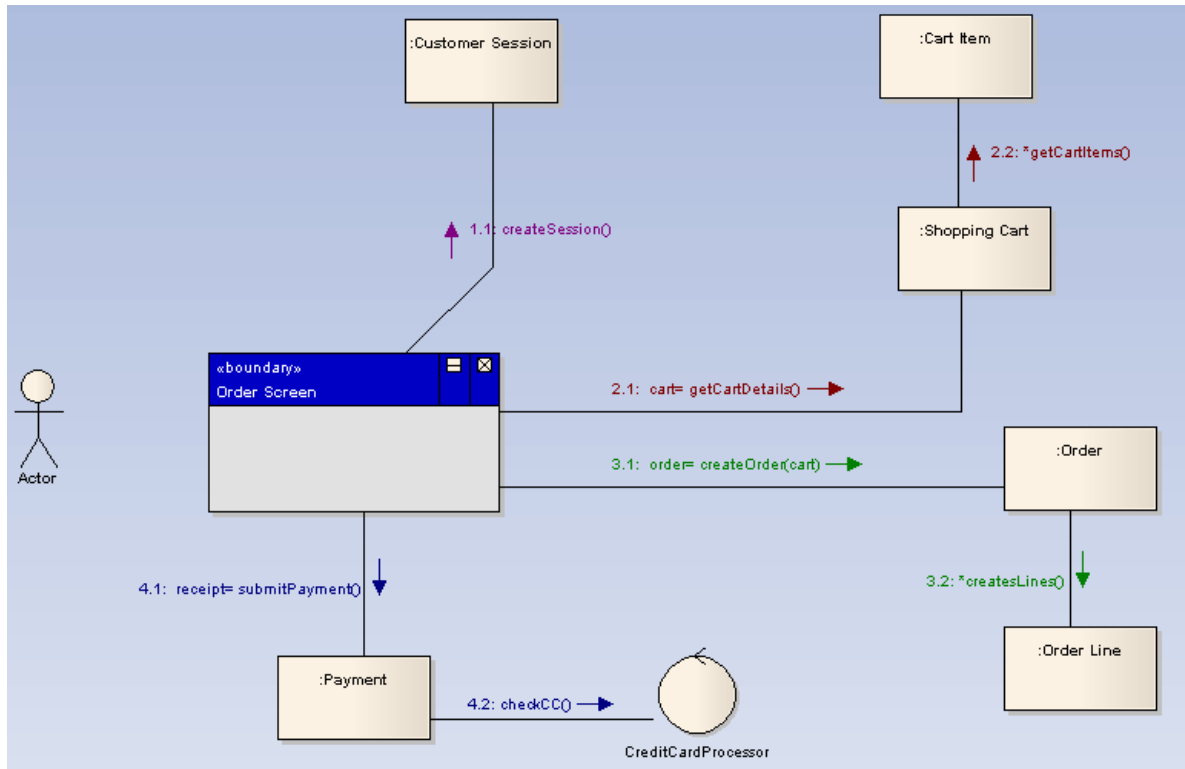 :Customer Session
:Cart Item
2.2: *getCartItems()
:Shopping Cart
1.1: createSession()
«boundary»
Order Screen
2.1: cart= getCartDetails()
:Order
3.1: order= createOrder(cart)
Actor
4.1: receipt= submitPayment()
3.2: *createsLines()
:Order Line
:Payment
4.2: checkCC()
CreditCardProcessor